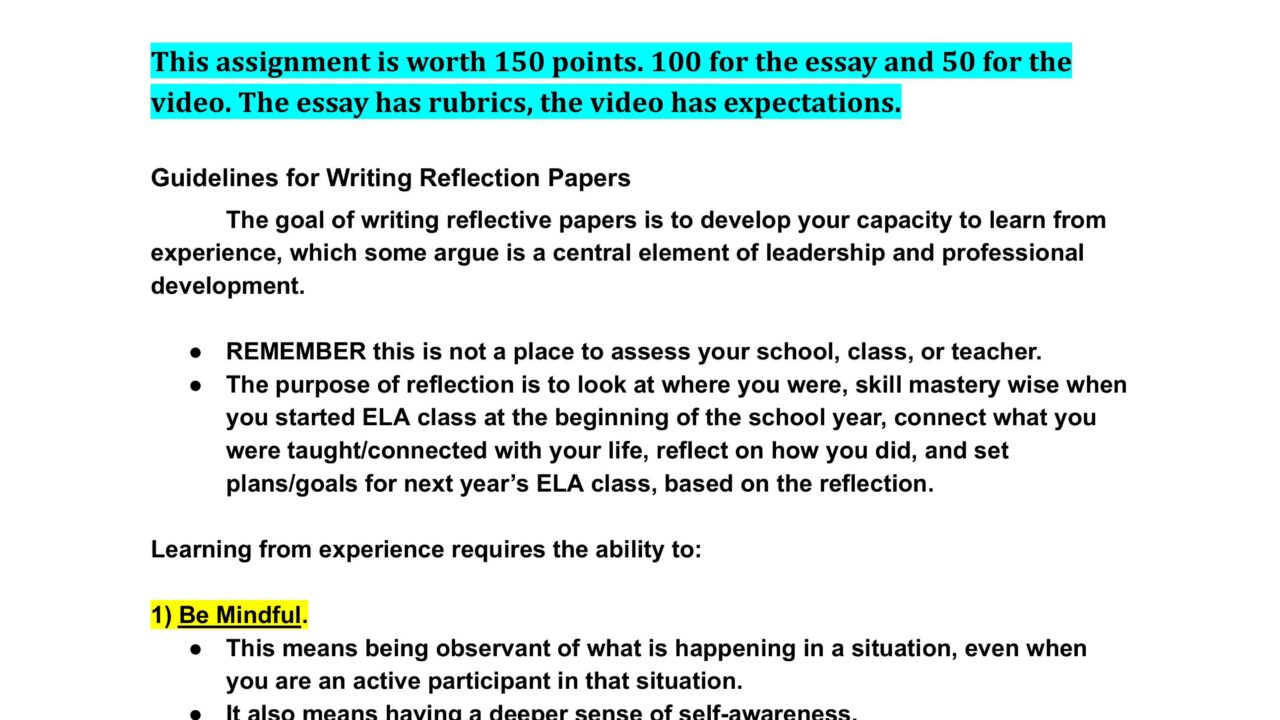 This assignment is worth 150 points. 100 for the essay and 50 for the
video. The essay has rubrics, the video has expectations.
Guidelines for Writing Reflection Papers
The goal of writing reflective papers is to develop your capacity to learn from
experience, which some argue is a central element of leadership and professional
development.
● REMEMBER this is not a place to assess your school, class, or teacher.
● The purpose of reflection is to look at where you were, skill mastery wise when
you started ELA class at the beginning of the school year, connect what you
were taught/connected with your life, reflect on how you did, and set
plans/goals for next year’s ELA class, based on the reflection.
Learning from experience requires the ability to:
1) Be Mindful.
● This means being observant of what is happening in a situation, even when
you are an active participant in that situation.
● It also means having a deeper sense of self-awareness.